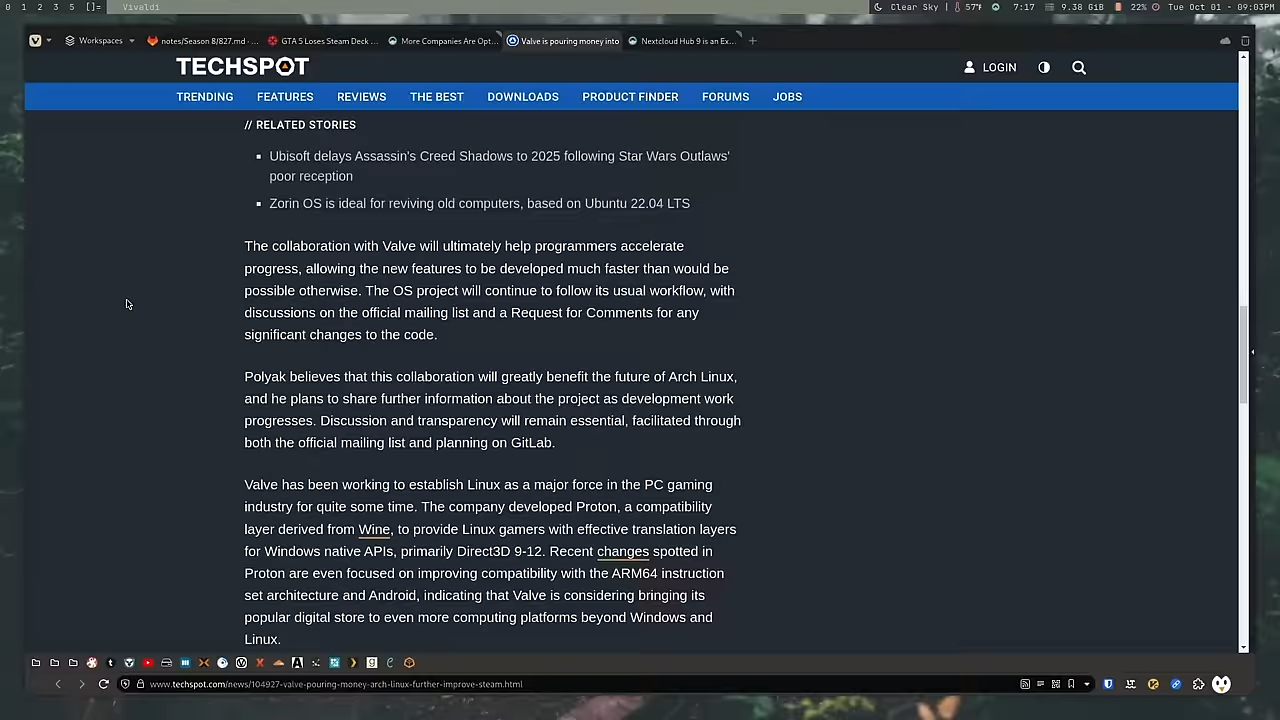 0 1 2 3 5 []= Vivaldi Clear Sky | 57°F 7:17 9.38 GiB 22% Tue Oct 01 - 09:03PM
Workspaces notes/Season 8/827.md - ... GTA 5 Loses Steam Deck ... More Companies Are Opt... Valve is pouring money into Nextcloud Hub 9 is an Ex...
TECHSPOT LOGIN
TRENDING FEATURES REVIEWS THE BEST DOWNLOADS PRODUCT FINDER FORUMS JOBS
// RELATED STORIES
Ubisoft delays Assassin's Creed Shadows to 2025 following Star Wars Outlaws'
poor reception
Zorin OS is ideal for reviving old computers, based on Ubuntu 22.04 LTS
The collaboration with Valve will ultimately help programmers accelerate
progress, allowing the new features to be developed much faster than would be
possible otherwise. The OS project will continue to follow its usual workflow, with
discussions on the official mailing list and a Request for Comments for any
significant changes to the code.
Polyak believes that this collaboration will greatly benefit the future of Arch Linux,
and he plans to share further information about the project as development work
progresses. Discussion and transparency will remain essential, facilitated through
both the official mailing list and planning on GitLab.
Valve has been working to establish Linux as a major force in the PC gaming
industry for quite some time. The company developed Proton, a compatibility
layer derived from Wine, to provide Linux gamers with effective translation layers
for Windows native APIs, primarily Direct3D 9-12. Recent changes spotted in
Proton are even focused on improving compatibility with the ARM64 instruction
set architecture and Android, indicating that Valve is considering bringing its
popular digital store to even more computing platforms beyond Windows and
Linux.
www.techspot.com/news/104927-valve-pouring-money-arch-linux-further-improve-steam.html